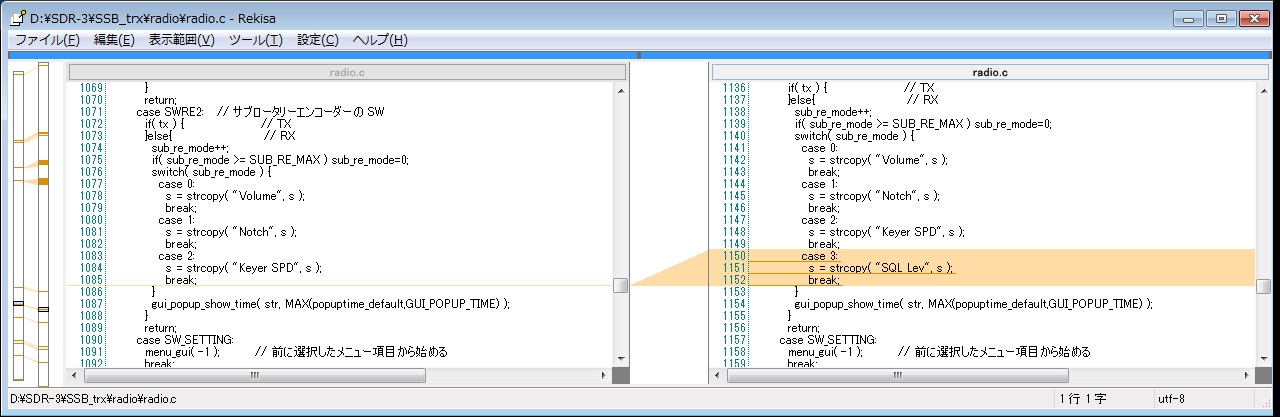 D:¥SDR-3¥SSB_trx¥radio¥radio.c - Rekisa
ファイル(F) 編集(E) 表示範囲(V) ツール(T) 設定(C) ヘルプ(H)
radio.c
1069 }
1070 return;
1071 case SWRE2: // サブロータリーエンコーダーの SW
1072 if( tx ) { // TX
1073 }else{ // RX
1074 sub_re_mode++;
1075 if( sub_re_mode >= SUB_RE_MAX ) sub_re_mode=0;
1076 switch( sub_re_mode ) {
1077 case 0:
1078 s = strcopy( "Volume", s );
1079 break;
1080 case 1:
1081 s = strcopy( "Notch", s );
1082 break;
1083 case 2:
1084 s = strcopy( "Keyer SPD", s );
1085 break;
1086 }
1087 gui_popup_show_time( str, MAX(popuptime_default,GUI_POPUP_TIME) );
1088 }
1089 return;
1090 case SW_SETTING:
1091 menu_gui( -1 ); // 前に選択したメニュー項目から始める
1092 break;
radio.c
1136 if( tx ) { // TX
1137 }else{ // RX
1138 sub_re_mode++;
1139 if( sub_re_mode >= SUB_RE_MAX ) sub_re_mode=0;
1140 switch( sub_re_mode ) {
1141 case 0:
1142 s = strcopy( "Volume", s );
1143 break;
1144 case 1:
1145 s = strcopy( "Notch", s );
1146 break;
1147 case 2:
1148 s = strcopy( "Keyer SPD", s );
1149 break;
1150 case 3:
1151 s = strcopy( "SQL Lev", s );
1152 break;
1153 }
1154 gui_popup_show_time( str, MAX(popuptime_default,GUI_POPUP_TIME) );
1155 }
1156 return;
1157 case SW_SETTING:
1158 menu_gui( -1 ); // 前に選択したメニュー項目から始める
1159 break;
D:¥SDR-3¥SSB_trx¥radio¥radio.c 1 行 1 字 utf-8